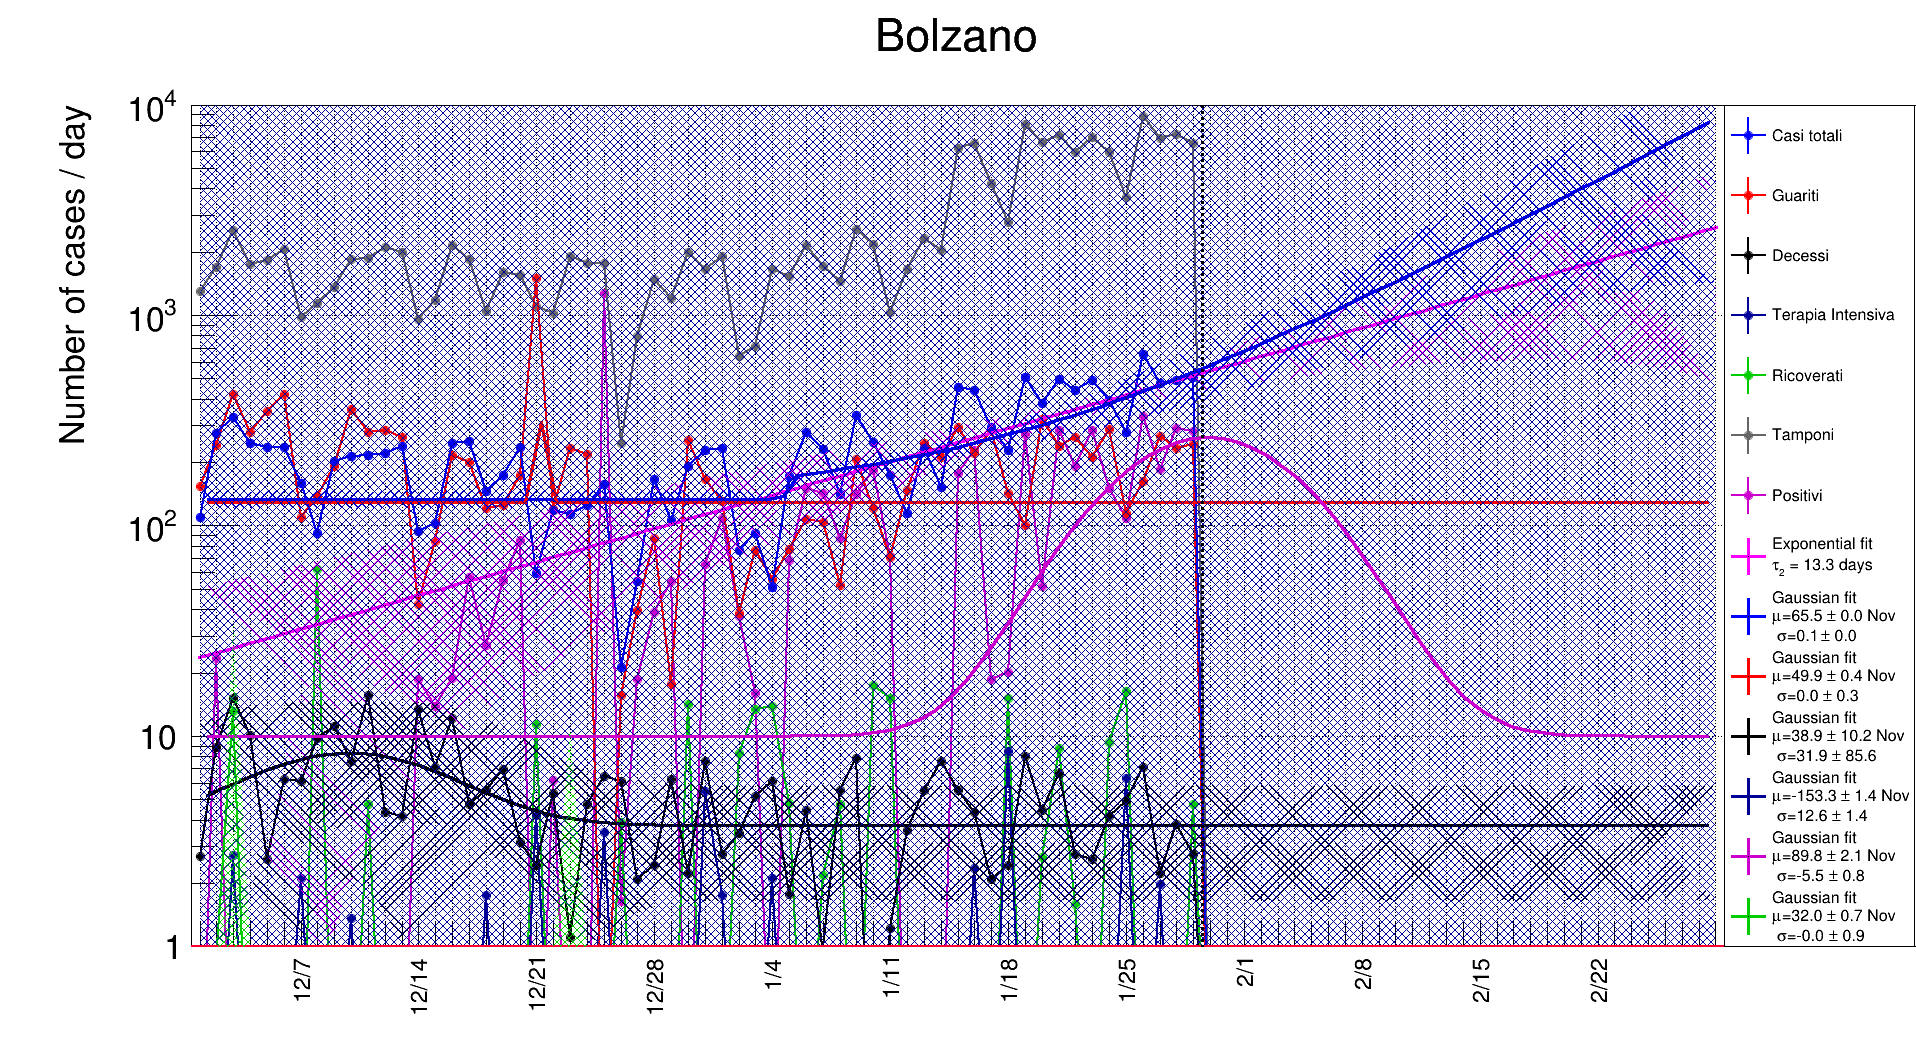 Bolzano
Number of cases / day
10^4
10^3
10^2
10
1
12/7
12/14
12/21
12/28
1/4
1/11
1/18
1/25
2/1
2/8
2/15
2/22
Casi totali
Guariti
Decessi
Terapia Intensiva
Ricoverati
Tamponi
Positivi
Exponential fit
τ₂ = 13.3 days
Gaussian fit
μ=65.5 ± 0.0 Nov
σ=0.1 ± 0.0
Gaussian fit
μ=49.9 ± 0.4 Nov
σ=0.0 ± 0.3
Gaussian fit
μ=38.9 ± 10.2 Nov
σ=31.9 ± 85.6
Gaussian fit
μ=-153.3 ± 1.4 Nov
σ=12.6 ± 1.4
Gaussian fit
μ=89.8 ± 2.1 Nov
σ=-5.5 ± 0.8
Gaussian fit
μ=32.0 ± 0.7 Nov
σ=-0.0 ± 0.9